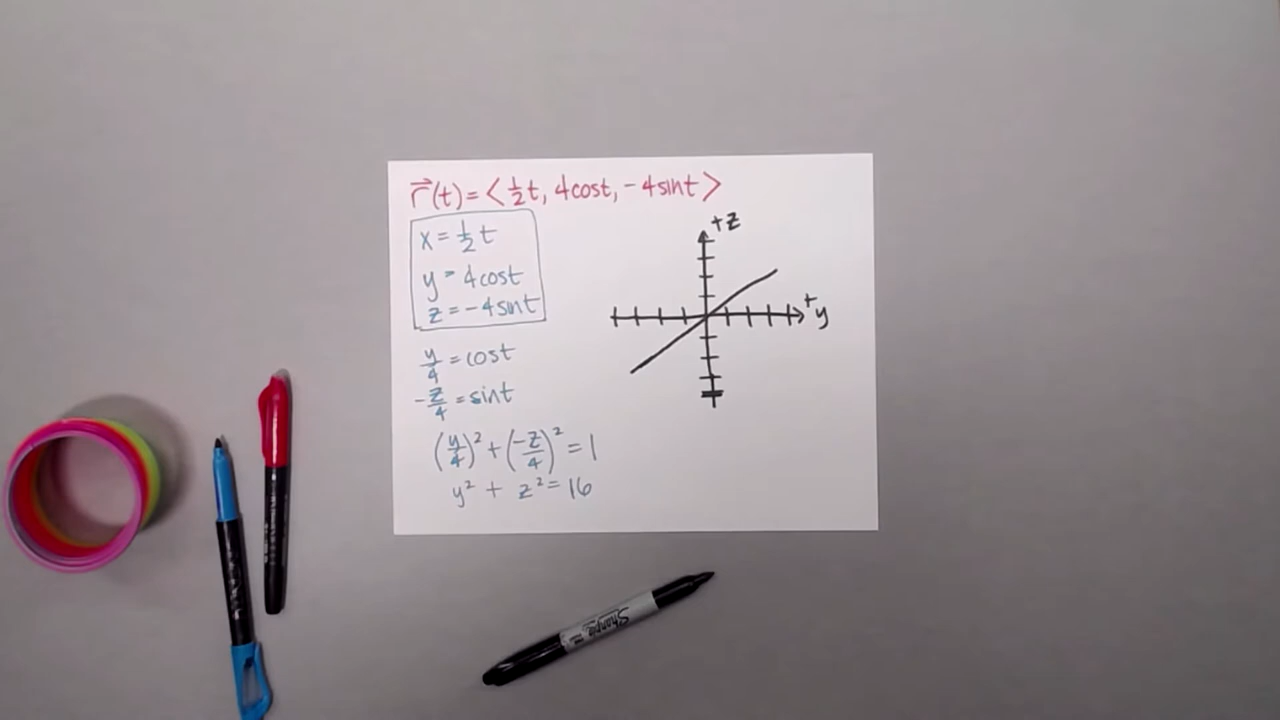 r⃗(t) = ⟨½t, 4cost, -4sint⟩
x = ½t
y = 4cost
z = -4sint
y/4 = cost
-z/4 = sint
(y/4)² + (-z/4)² = 1
y² + z² = 16
+z
+y
Sharpie